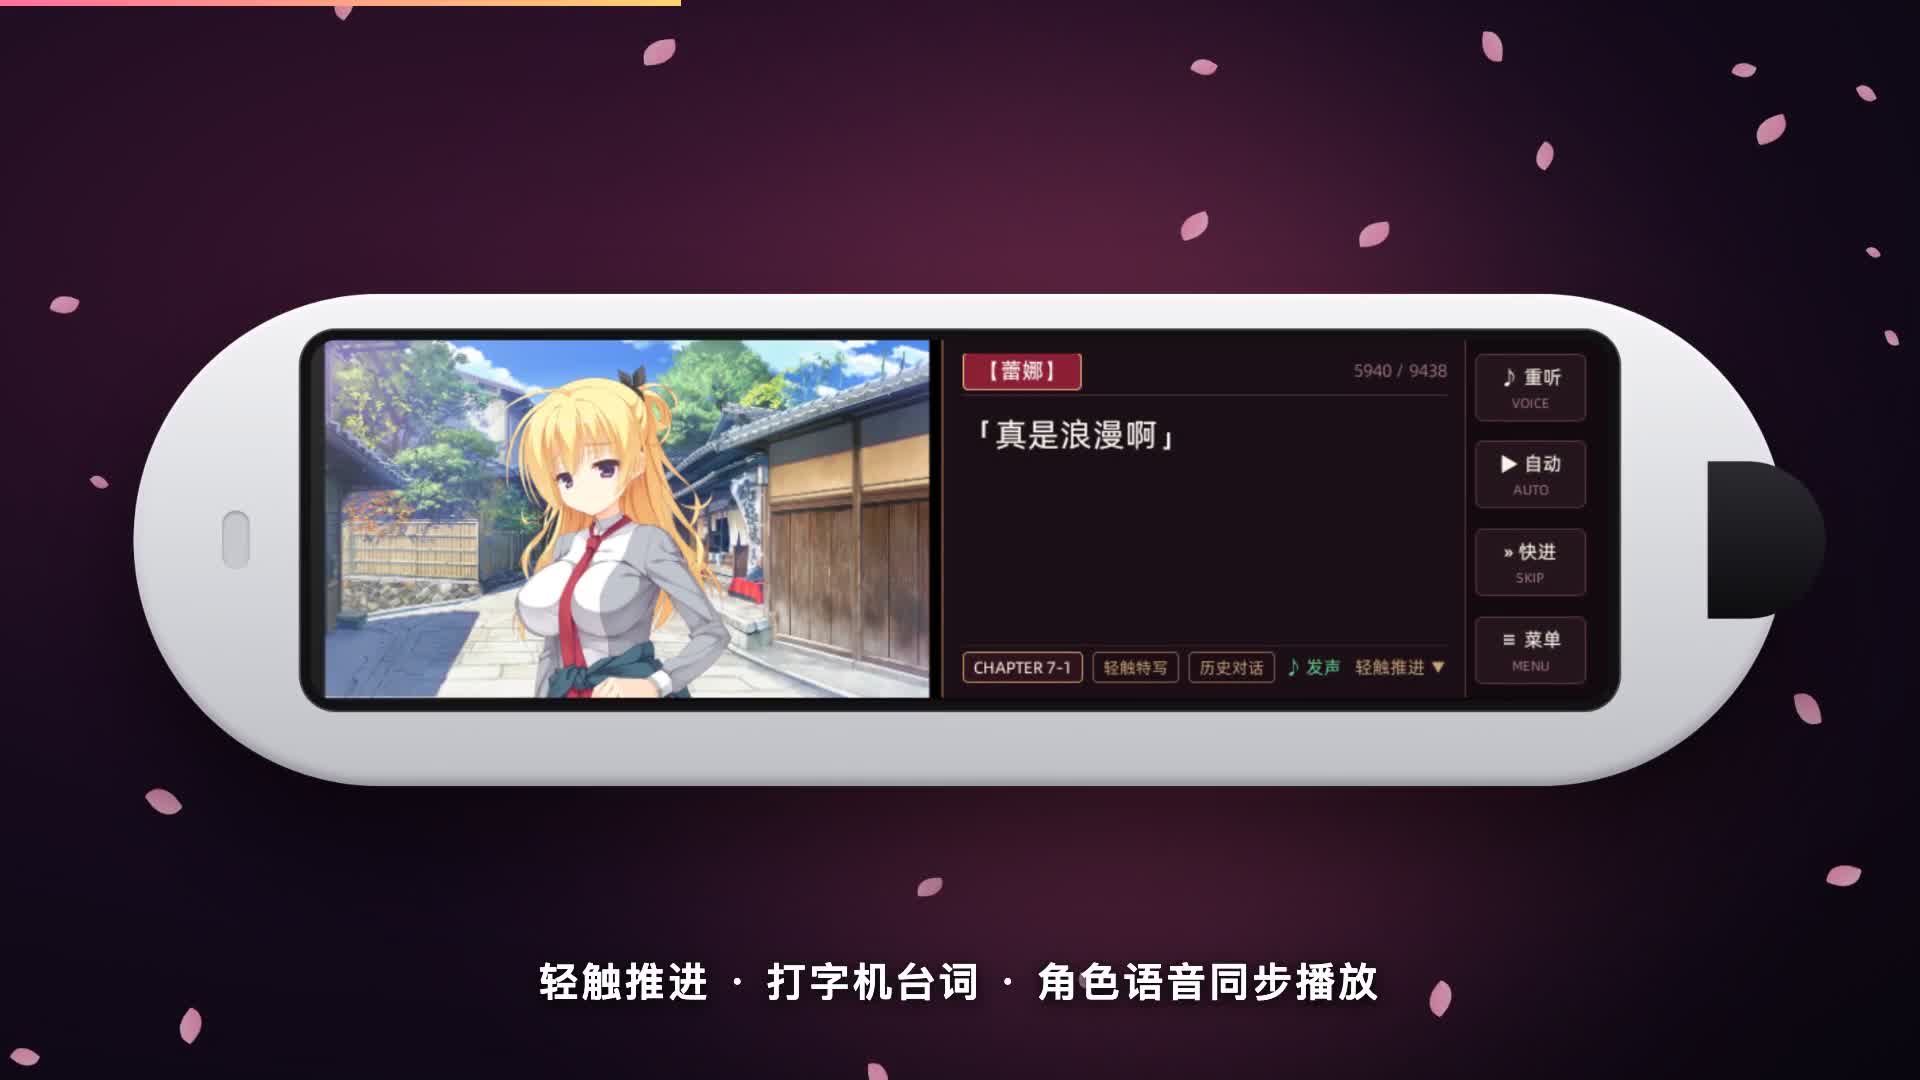 【蕾娜】
5940 / 9438
「真是浪漫啊」
CHAPTER 7-1
轻触特写
历史对话
♪ 发声
轻触推进 ▼
♪ 重听
VOICE
▶ 自动
AUTO
» 快进
SKIP
≡ 菜单
MENU
轻触推进 · 打字机台词 · 角色语音同步播放